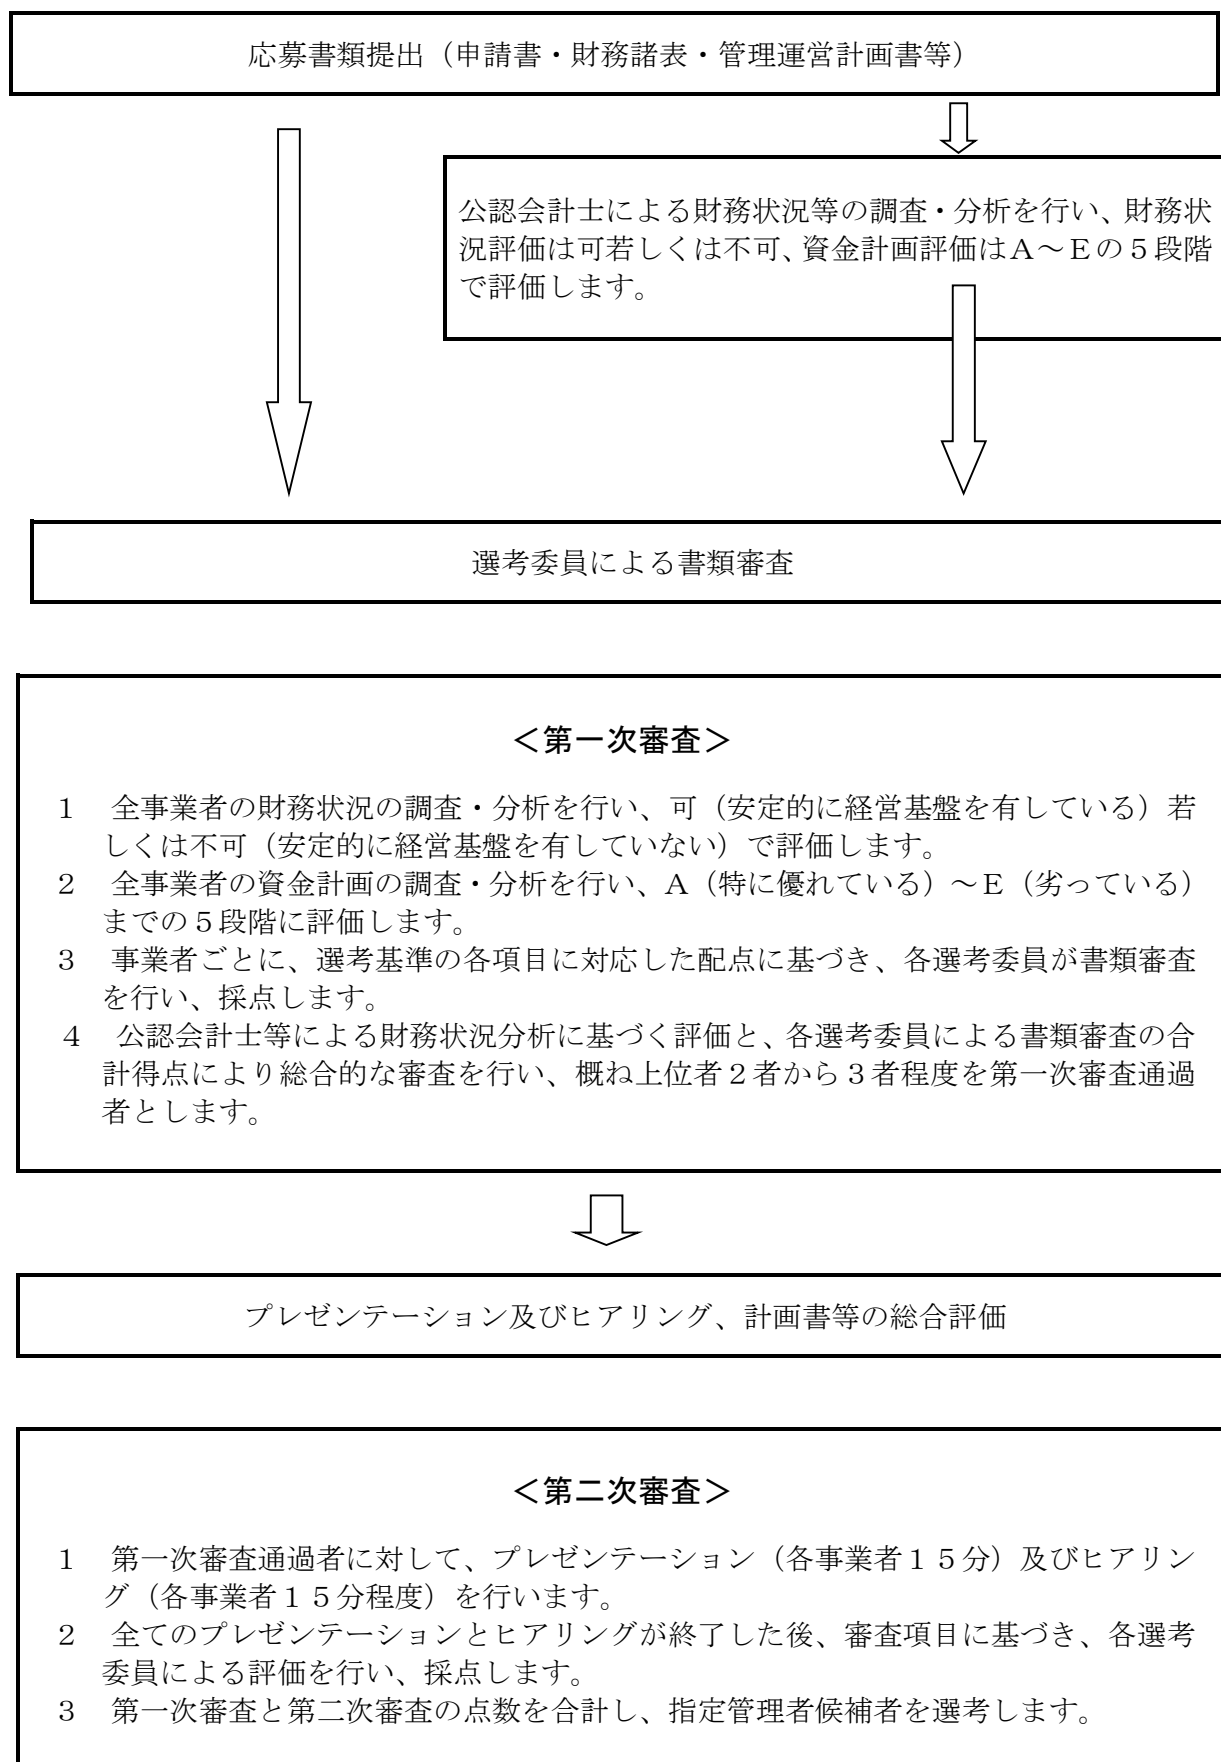 応募書類提出（申請書・財務諸表・管理運営計画書等）
公認会計士による財務状況等の調査・分析を行い、財務状
況評価は可若しくは不可、資金計画評価はＡ～Ｅの５段階
で評価します。
選考委員による書類審査
＜第一次審査＞
１　全事業者の財務状況の調査・分析を行い、可（安定的に経営基盤を有している）若
しくは不可（安定的に経営基盤を有していない）で評価します。
２　全事業者の資金計画の調査・分析を行い、Ａ（特に優れている）～Ｅ（劣っている）
までの５段階に評価します。
３　事業者ごとに、選考基準の各項目に対応した配点に基づき、各選考委員が書類審査
を行い、採点します。
４　公認会計士等による財務状況分析に基づく評価と、各選考委員による書類審査の合
計得点により総合的な審査を行い、概ね上位者２者から３者程度を第一次審査通過
者とします。
プレゼンテーション及びヒアリング、計画書等の総合評価
＜第二次審査＞
１　第一次審査通過者に対して、プレゼンテーション（各事業者１５分）及びヒアリン
グ（各事業者１５分程度）を行います。
２　全てのプレゼンテーションとヒアリングが終了した後、審査項目に基づき、各選考
委員による評価を行い、採点します。
３　第一次審査と第二次審査の点数を合計し、指定管理者候補者を選考します。